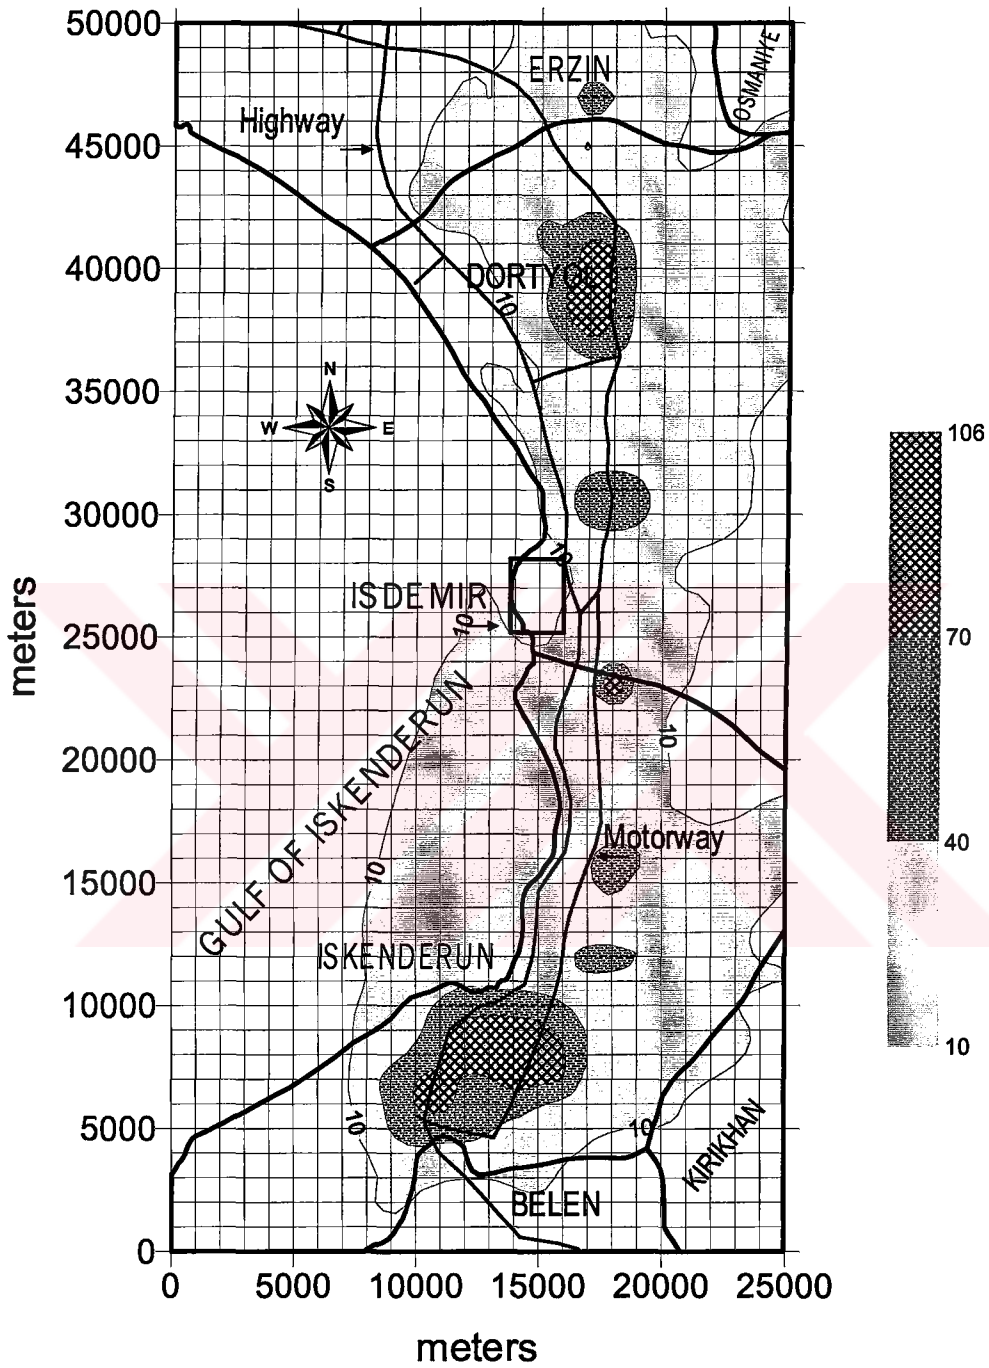 50000
45000
40000
35000
30000
25000
20000
15000
10000
5000
0
meters
ERZIN
OSMANIYE
Highway
DORTYOL
10
N
W E
S
10
ISDEMIR
10
GULF OF ISKENDERUN
10
Motorway
10
ISKENDERUN
10
10
KIRIKHAN
BELEN
0 5000 10000 15000 20000 25000
meters
106
70
40
10